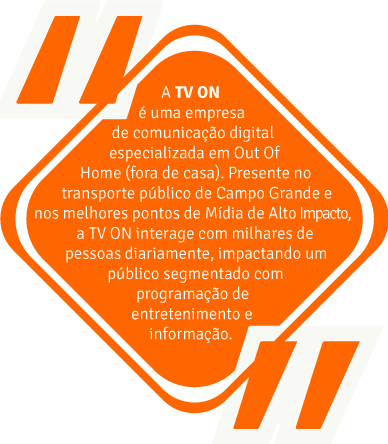 A TV ON
é uma empresa
de comunicação digital
especializada em Out Of
Home (fora de casa). Presente no
transporte público de Campo Grande e
nos melhores pontos de Mídia de Alto Impacto,
a TV ON interage com milhares de
pessoas diariamente, impactando um
público segmentado com
programação de
entretenimento e
informação.